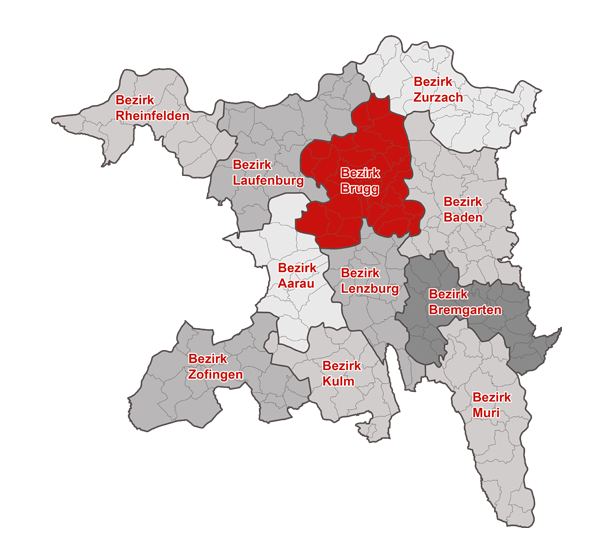 Bezirk
Zurzach
Bezirk
Rheinfelden
Bezirk
Laufenburg
Bezirk
Brugg
Bezirk
Baden
Bezirk
Aarau
Bezirk
Lenzburg
Bezirk
Bremgarten
Bezirk
Zofingen
Bezirk
Kulm
Bezirk
Muri